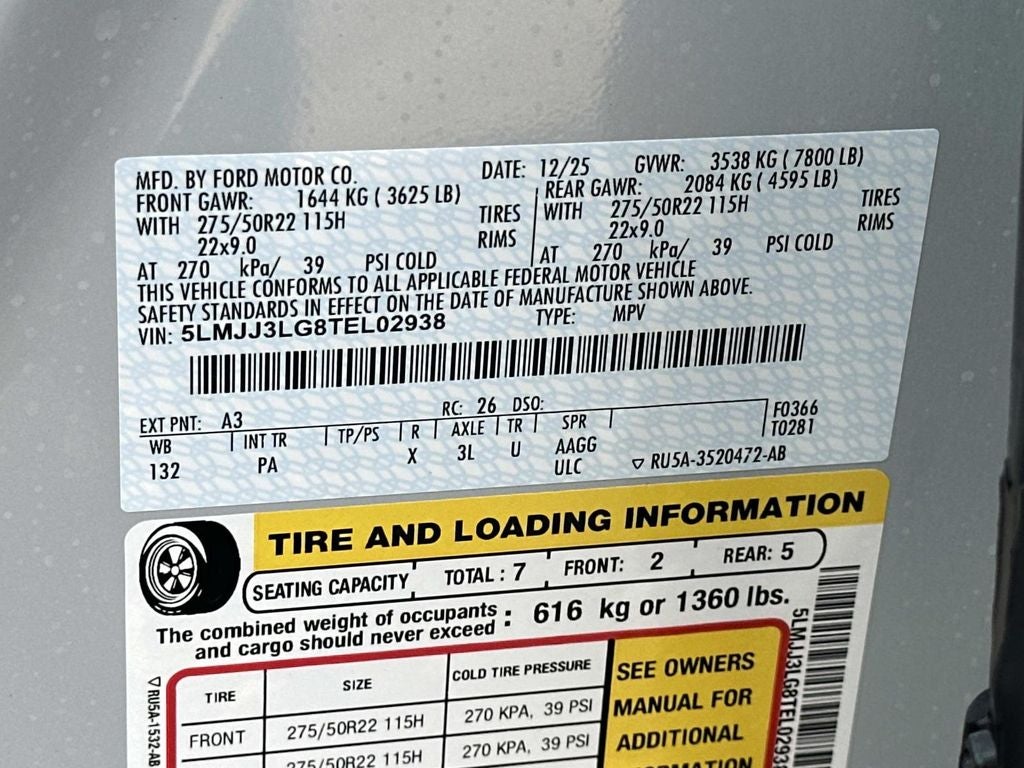 MFD. BY FORD MOTOR CO. DATE: 12/25 GVWR: 3538 KG ( 7800 LB)
FRONT GAWR: 1644 KG ( 3625 LB) REAR GAWR: 2084 KG ( 4595 LB)
WITH 275/50R22 115H TIRES WITH 275/50R22 115H TIRES
22x9.0 RIMS 22x9.0 RIMS
AT 270 kPa/ 39 PSI COLD AT 270 kPa/ 39 PSI COLD
THIS VEHICLE CONFORMS TO ALL APPLICABLE FEDERAL MOTOR VEHICLE
SAFETY STANDARDS IN EFFECT ON THE DATE OF MANUFACTURE SHOWN ABOVE.
VIN: 5LMJJ3LG8TEL02938 TYPE: MPV
EXT PNT: A3 RC: 26 DSO: F0366
WB INT TR TP/PS R AXLE TR SPR T0281
132 PA X 3L U AAGG
ULC ▽ RU5A-3520472-AB
TIRE AND LOADING INFORMATION
SEATING CAPACITY TOTAL : 7 FRONT: 2 REAR: 5
The combined weight of occupants
and cargo should never exceed : 616 kg or 1360 lbs.
TIRE SIZE COLD TIRE PRESSURE
FRONT 275/50R22 115H 270 KPA, 39 PSI
275/50R22 115H 270 KPA, 39 PSI
SEE OWNERS
MANUAL FOR
ADDITIONAL
▽RU5A-1532-AB
5LMJJ3LG8TEL02938